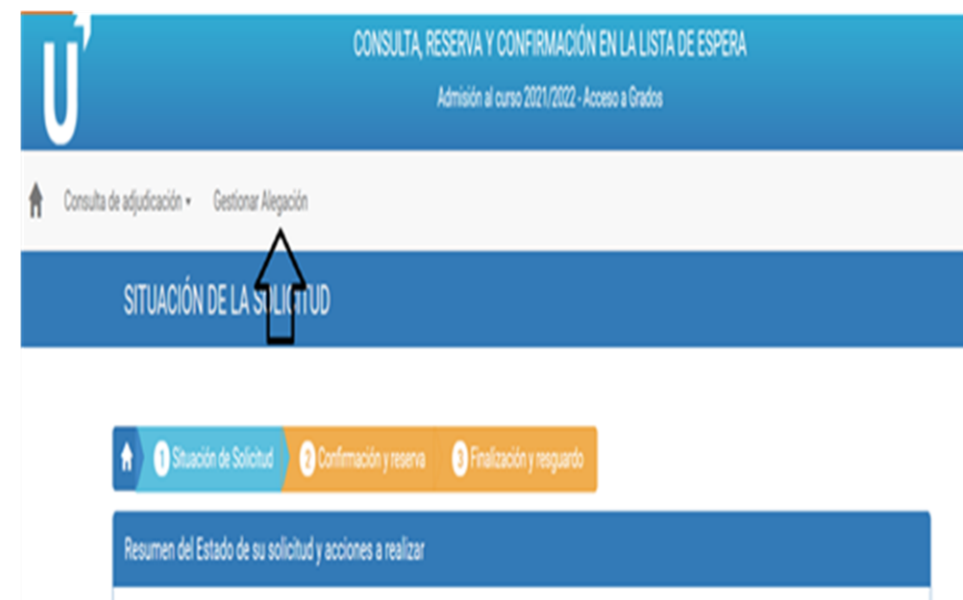 U
CONSULTA, RESERVA Y CONFIRMACIÓN EN LA LISTA DE ESPERA
Admisión al curso 2021/2022 - Acceso a Grados
Consulta de adjudicación Gestionar Alegación
SITUACIÓN DE LA SOLICITUD
1 Situación de Solicitud 2 Confirmación y reserva 3 Finalización y resguardo
Resumen del Estado de su solicitud y acciones a realizar